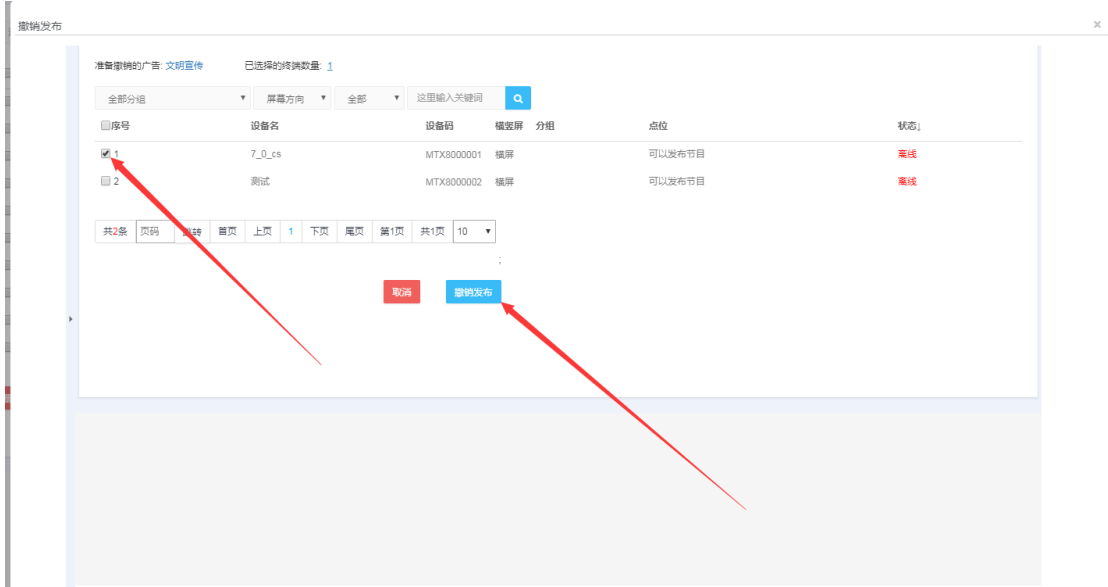 撤销发布 ×
准备撤销的广告: 文明宣传 已选择的终端数量: 1
全部分组 屏幕方向 全部 这里输入关键词
序号 设备名 设备码 横竖屏 分组 点位 状态↓
1 7_0_cs MTX8000001 横屏 可以发布节目 离线
2 测试 MTX8000002 横屏 可以发布节目 离线
共2条 页码 跳转 首页 上页 1 下页 尾页 第1页 共1页 10
;
取消 撤销发布